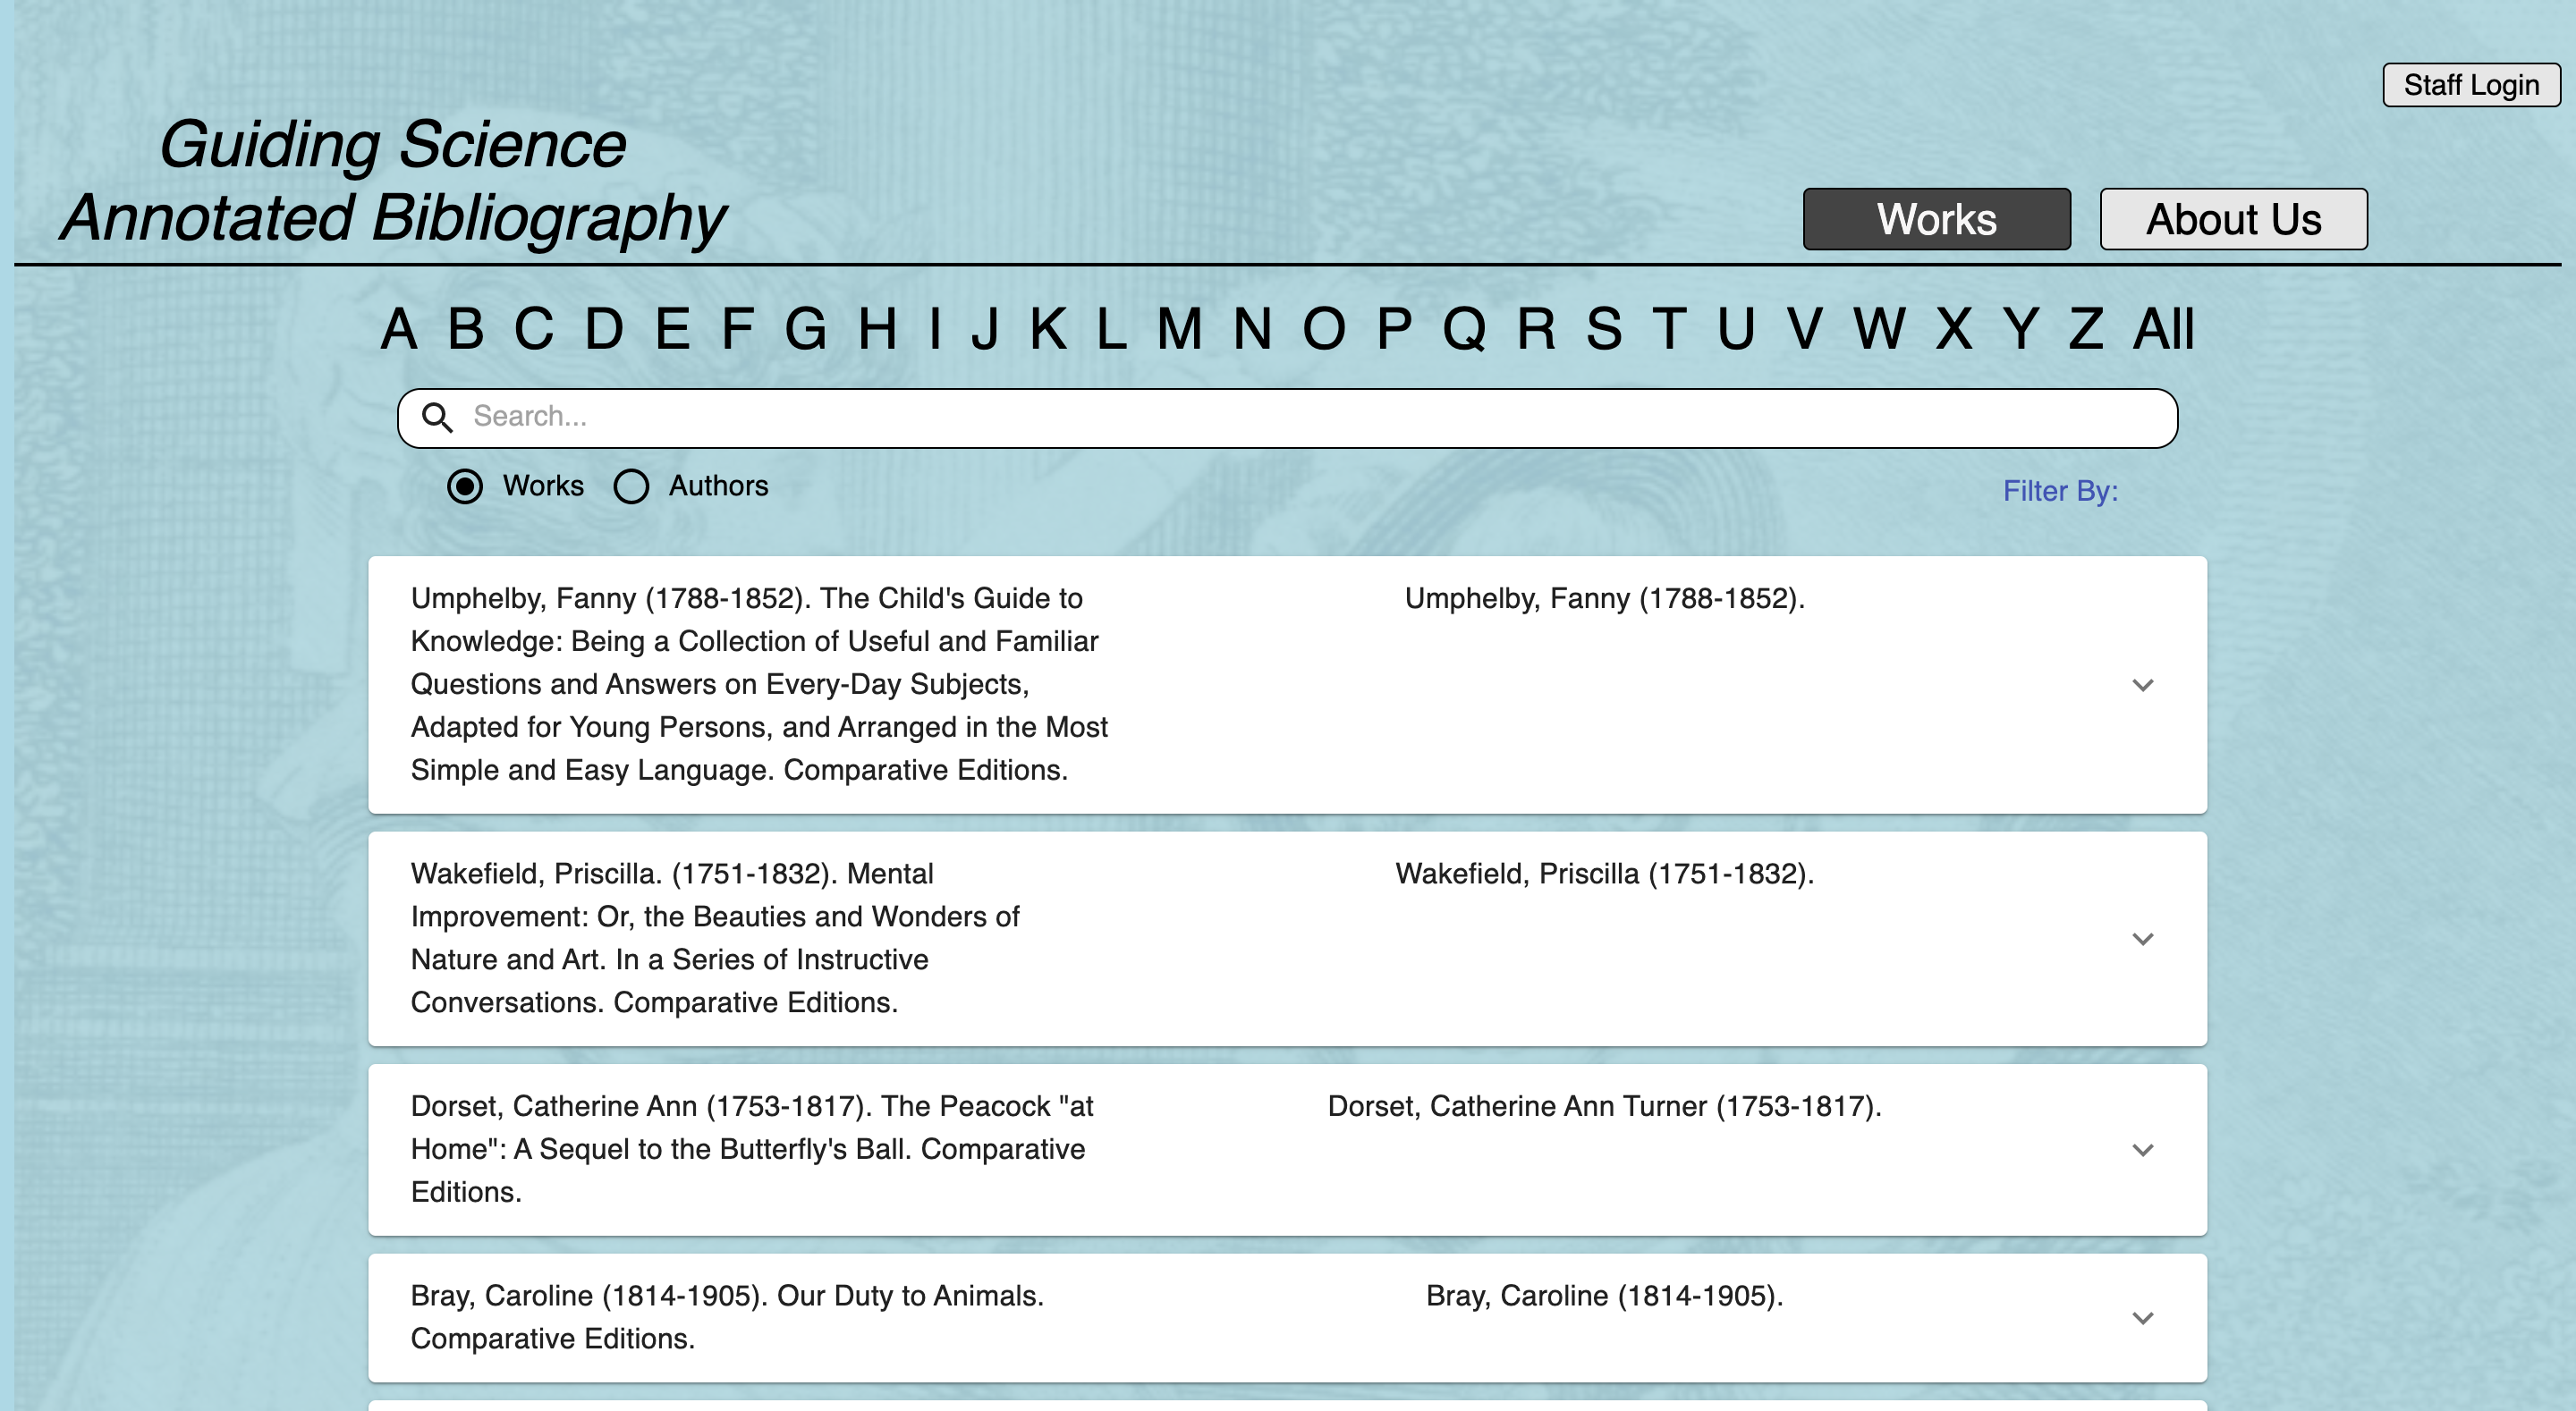 Staff Login
Guiding Science
Annotated Bibliography
Works
About Us
A B C D E F G H I J K L M N O P Q R S T U V W X Y Z All
Search...
Works
Authors
Filter By:
Umphelby, Fanny (1788-1852). The Child's Guide to
Knowledge: Being a Collection of Useful and Familiar
Questions and Answers on Every-Day Subjects,
Adapted for Young Persons, and Arranged in the Most
Simple and Easy Language. Comparative Editions.
Umphelby, Fanny (1788-1852).
Wakefield, Priscilla. (1751-1832). Mental
Improvement: Or, the Beauties and Wonders of
Nature and Art. In a Series of Instructive
Conversations. Comparative Editions.
Wakefield, Priscilla (1751-1832).
Dorset, Catherine Ann (1753-1817). The Peacock "at
Home": A Sequel to the Butterfly's Ball. Comparative
Editions.
Dorset, Catherine Ann Turner (1753-1817).
Bray, Caroline (1814-1905). Our Duty to Animals.
Comparative Editions.
Bray, Caroline (1814-1905).